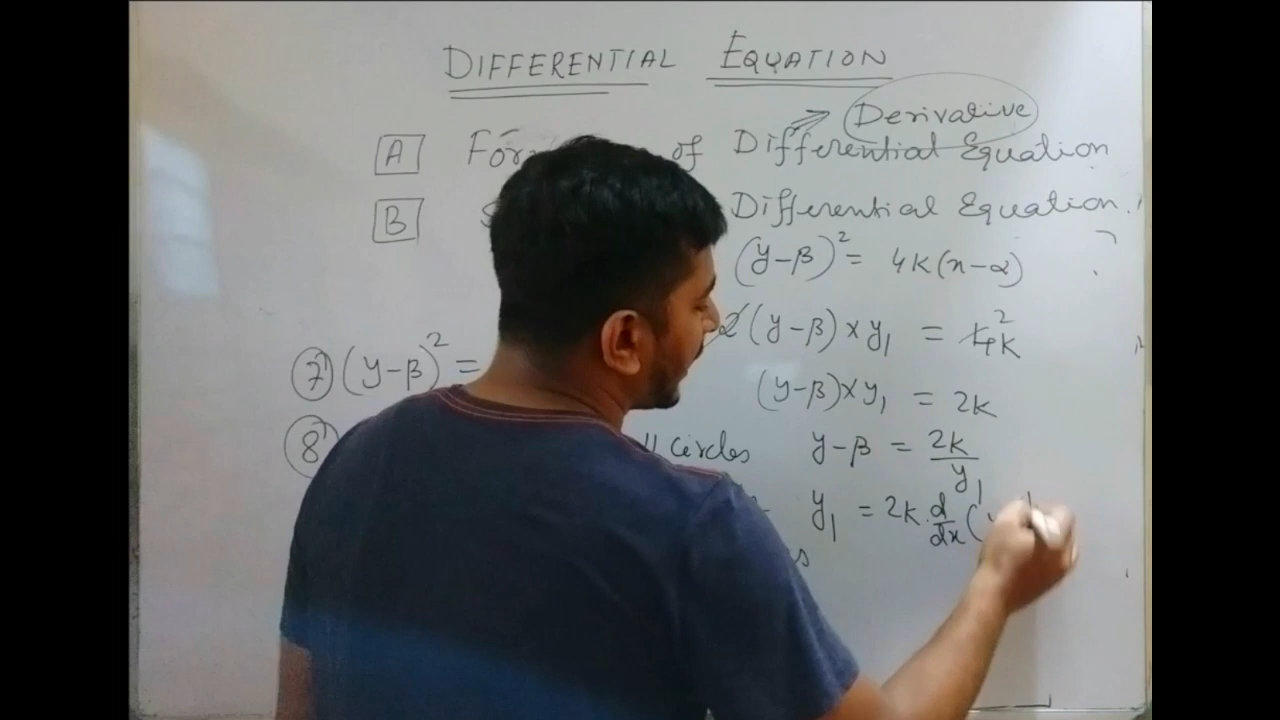 DIFFERENTIAL EQUATION
Derivative
A of Differential Equation
B Differential Equation.
(y-β)² = 4K(x-α)
2(y-β)×y₁ = 4K 2
7) (y-β)² =
(y-β)×y₁ = 2K
8) circles
y-β = 2K/y₁
y₁ = 2K.d/dx(